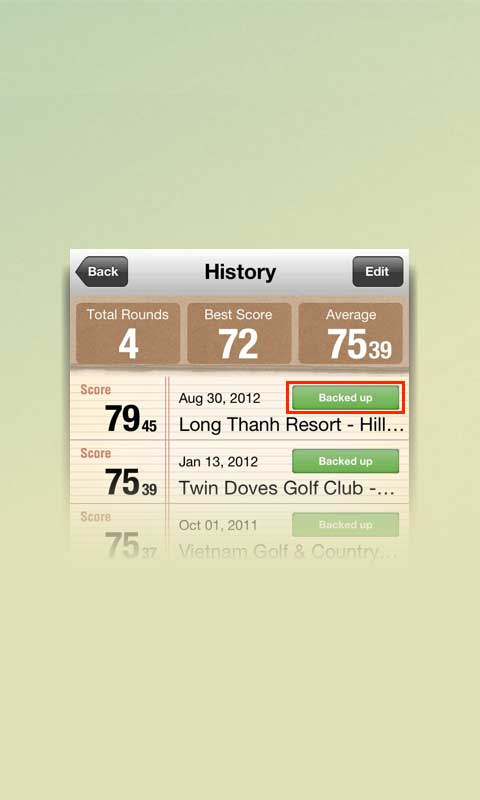 Back
History
Edit
Total Rounds
4
Best Score
72
Average
75 39
Score
79 45
Aug 30, 2012
Backed up
Long Thanh Resort - Hill...
Score
75 39
Jan 13, 2012
Backed up
Twin Doves Golf Club -...
Score
75 37
Oct 01, 2011
Backed up
Vietnam Golf & Country...